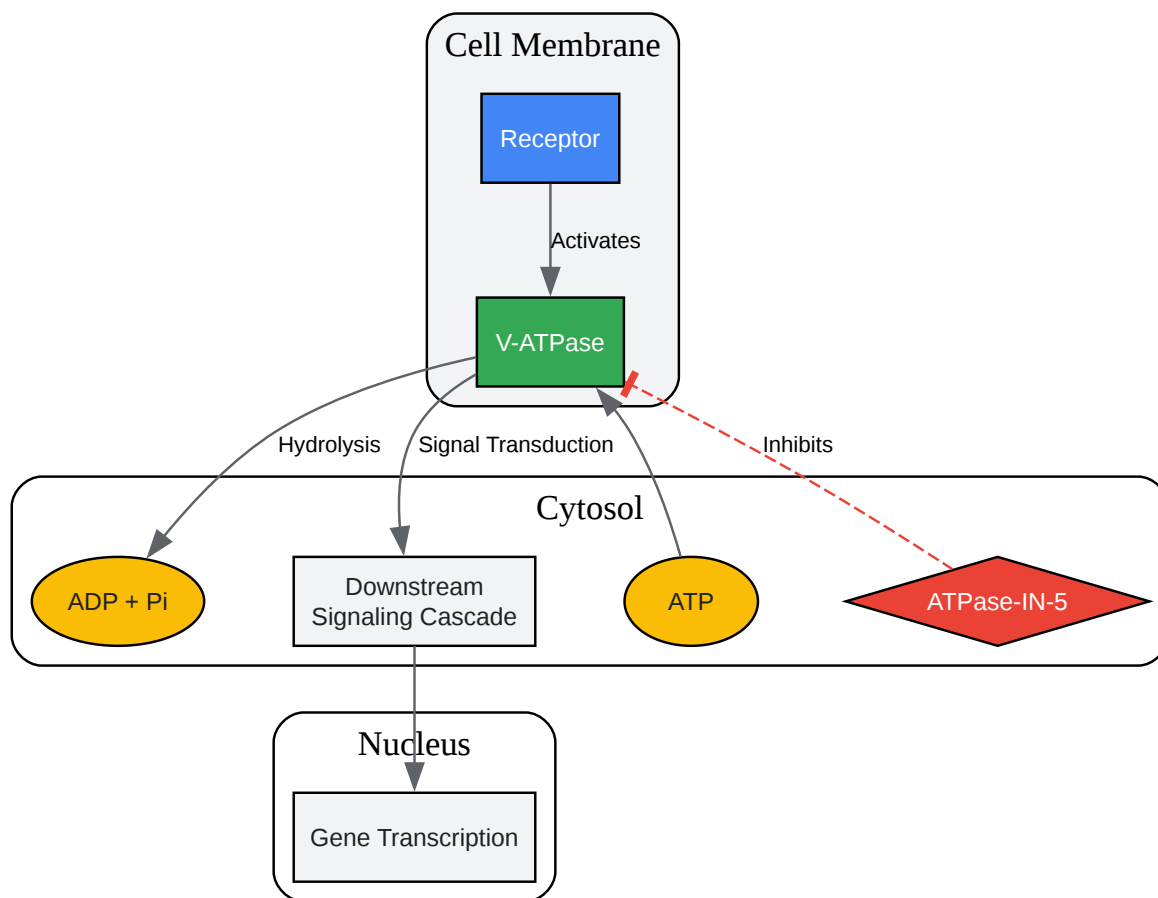 Cell Membrane
Receptor
Activates
V-ATPase
Hydrolysis
Signal Transduction
Inhibits
Cytosol
ADP + Pi
Downstream
Signaling Cascade
ATP
ATPase-IN-5
Nucleus
Gene Transcription